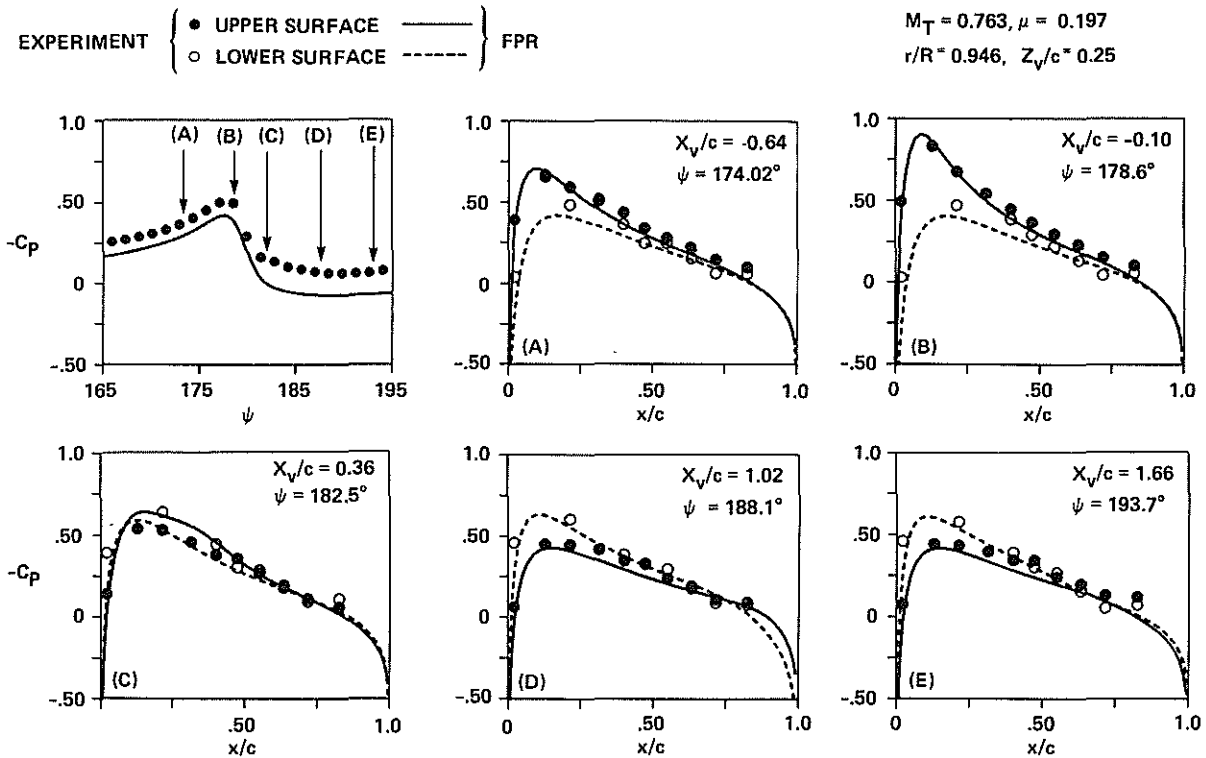 EXPERIMENT
UPPER SURFACE
LOWER SURFACE
FPR
M_T = 0.763, μ = 0.197
r/R = 0.946, Z_v/c = 0.25
1.0
.50
-C_P
0
-.50
165
175
185
195
ψ
(A)
(B)
(C)
(D)
(E)
1.0
.50
0
-.50
X_v/c = -0.64
ψ = 174.02°
(A)
0
.50
1.0
x/c
1.0
.50
0
-.50
X_v/c = -0.10
ψ = 178.6°
(B)
0
.50
1.0
x/c
1.0
.50
-C_P
0
-.50
X_v/c = 0.36
ψ = 182.5°
(C)
0
.50
1.0
x/c
1.0
.50
0
-.50
X_v/c = 1.02
ψ = 188.1°
(D)
0
.50
1.0
x/c
1.0
.50
0
-.50
X_v/c = 1.66
ψ = 193.7°
(E)
0
.50
1.0
x/c